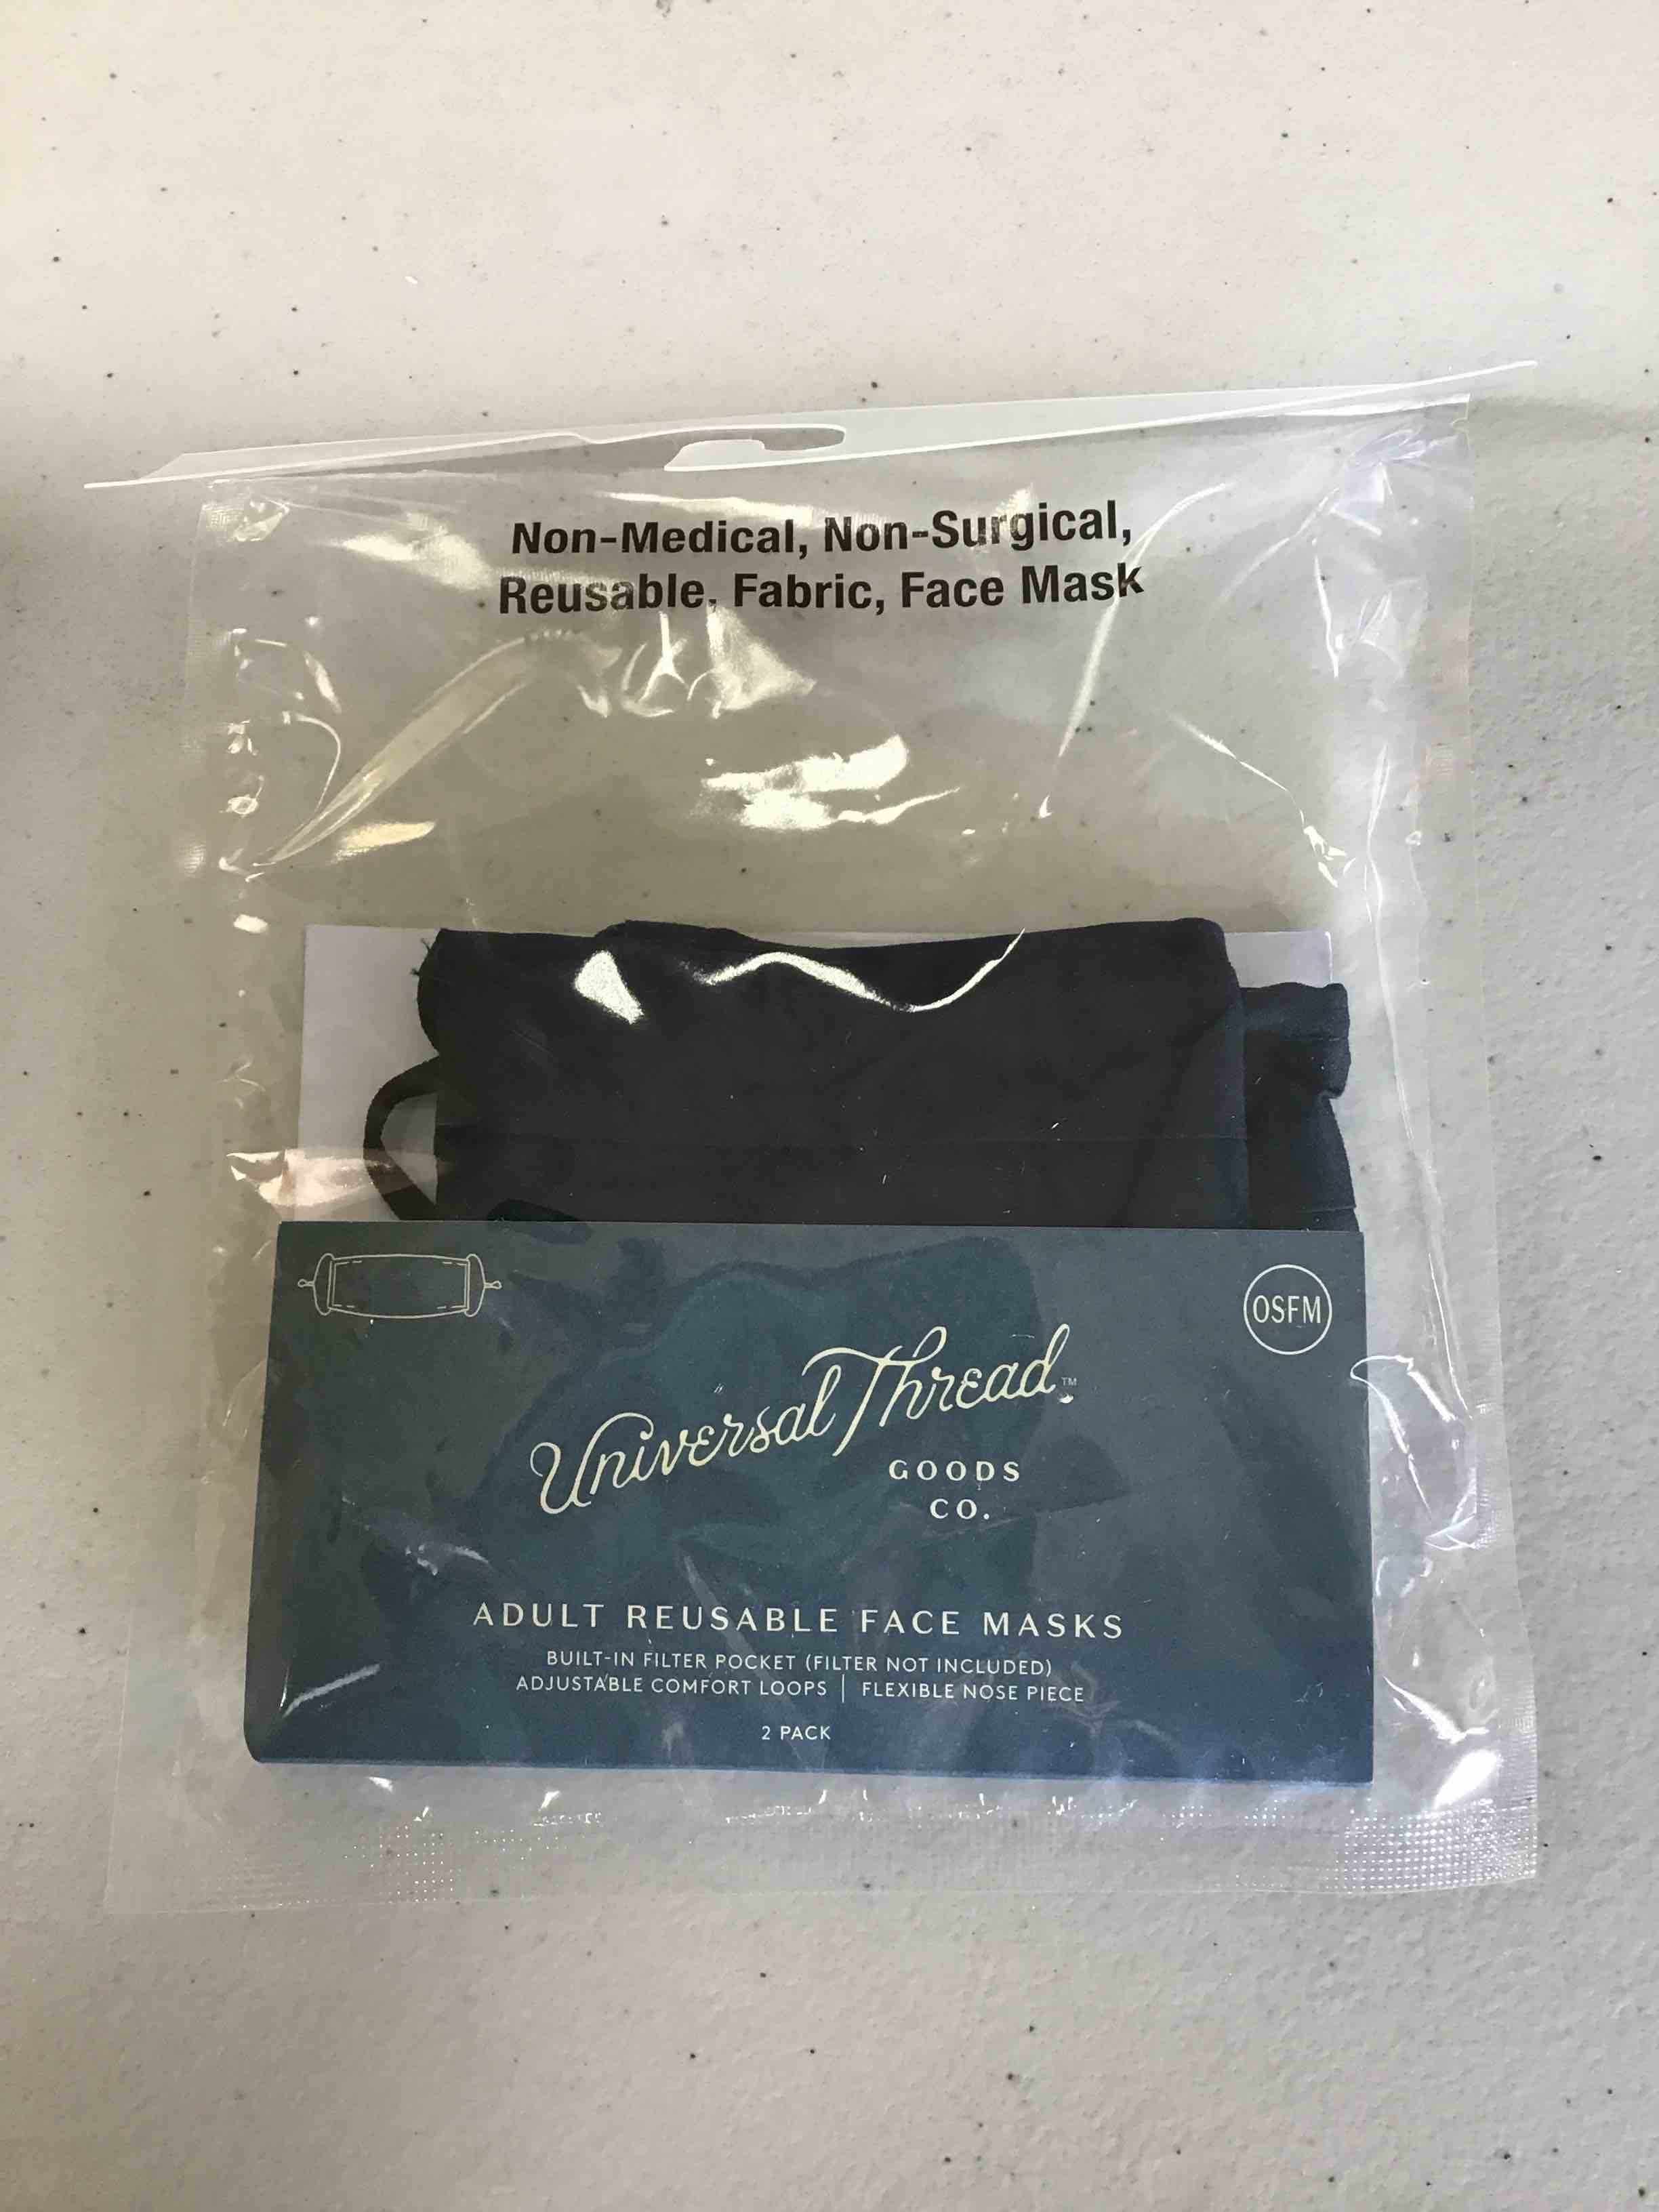 Non-Medical, Non-Surgical,
Reusable, Fabric, Face Mask
OSFM
Universal Thread™
GOODS
CO.
ADULT REUSABLE FACE MASKS
BUILT-IN FILTER POCKET (FILTER NOT INCLUDED)
ADJUSTABLE COMFORT LOOPS | FLEXIBLE NOSE PIECE
2 PACK